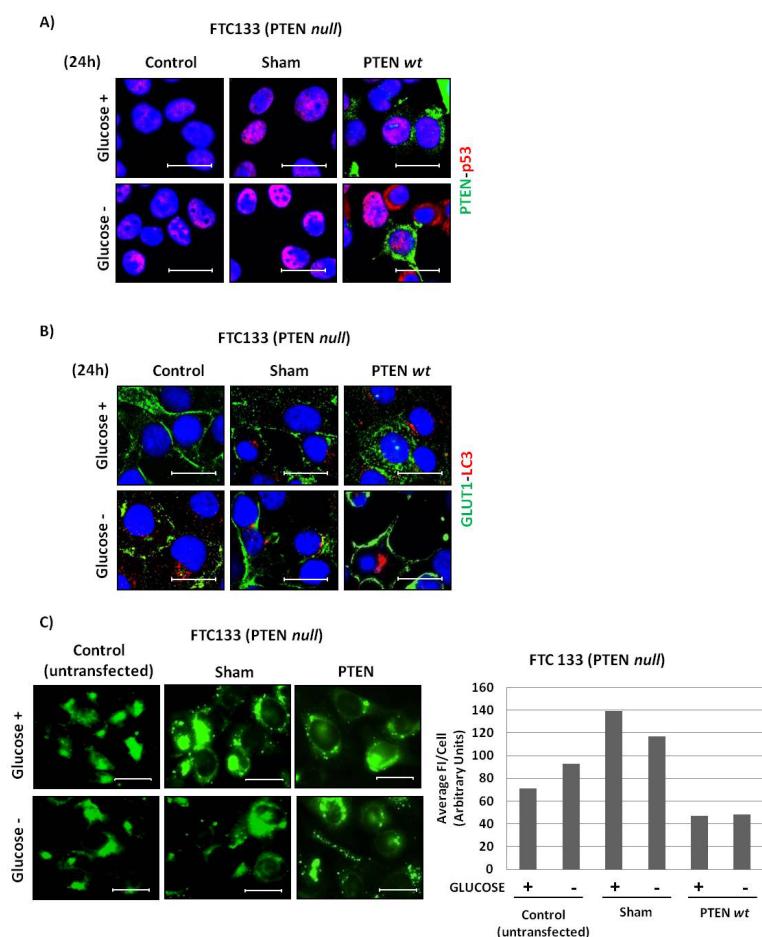 A)
FTC133 (PTEN null)
(24h) Control Sham PTEN wt
Glucose +
Glucose -
PTEN-p53
B)
FTC133 (PTEN null)
(24h) Control Sham PTEN wt
Glucose +
Glucose -
GLUT1-LC3
C)
FTC133 (PTEN null)
Control
(untransfected) Sham PTEN
Glucose +
Glucose -
FTC 133 (PTEN null)
Average FI/Cell
(Arbitrary Units)
160
140
120
100
80
60
40
20
0
GLUCOSE + - + - + -
Control
(untransfected) Sham PTEN wt